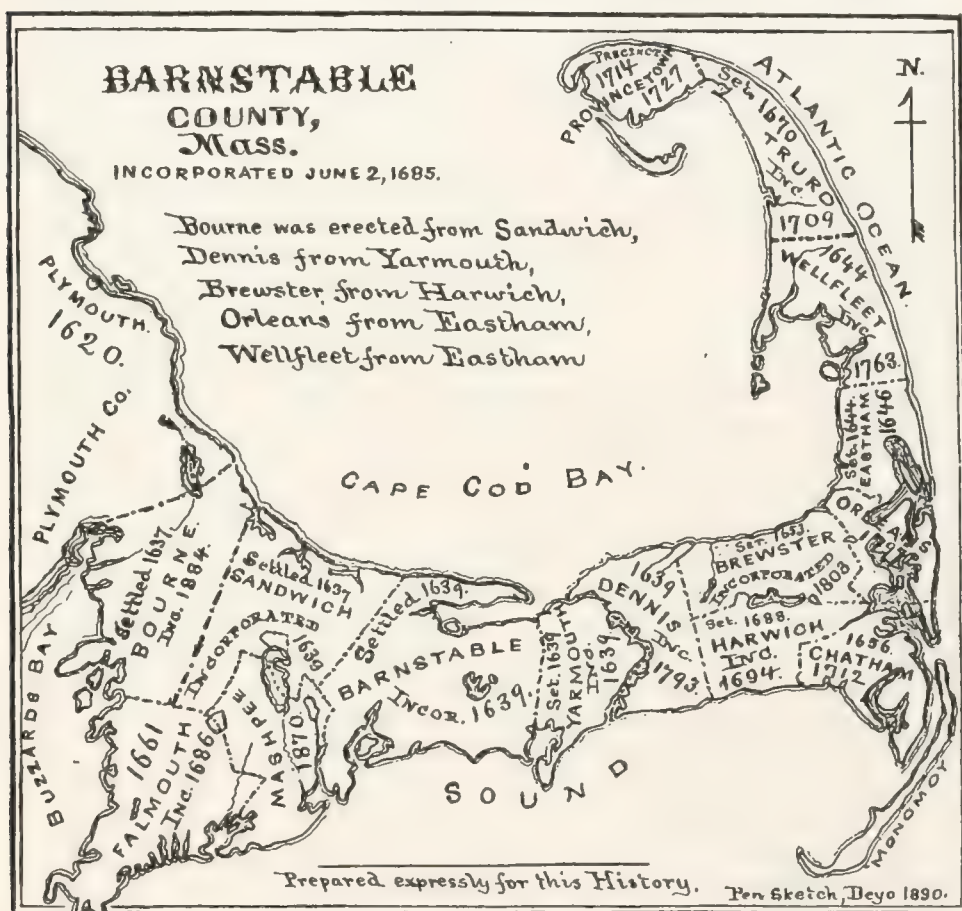 BARNSTABLE
COUNTY,
Mass.
INCORPORATED JUNE 2, 1685.
Bourne was erected from Sandwich,
Dennis from Yarmouth,
Brewster from Harwich,
Orleans from Eastham,
Wellfleet from Eastham
N.
ATLANTIC OCEAN.
PRECINCT
1714
PROVINCETOWN
1727
Set. 1670
TRURO
INC.
1709
1644
WELLFLEET
INC.
1763.
Set. 1644.
EASTHAM
1646
ORLEANS
PLYMOUTH.
1620.
PLYMOUTH Co.
CAPE COD BAY.
BUZZARDS BAY
Settled 1637
BOURNE.
INC. 1884.
Settled 1637
SANDWICH
INCORPORATED
1639
Settled 1639.
BARNSTABLE
INCOR. 1639.
Set. 1639
YARMOUTH
INC.
1639
1639
DENNIS
INC.
1793.
Set. 1653.
BREWSTER
INCORPORATED
1803
Set. 1688.
HARWICH
INC.
1694.
1656.
CHATHAM
1712
1661
FALMOUTH
INC. 1686
MASHPEE
1870.
SOUND
MONOMOY
Prepared expressly for this History.
Pen Sketch, Deyo 1890.